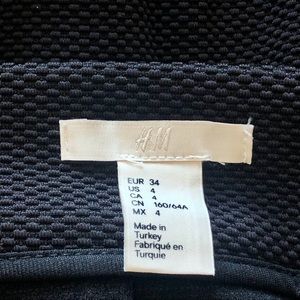 H&M
EUR 34
US 4
CA 4
CN 160/64A
MX 4
Made in
Turkey
Fabriqué en
Turquie